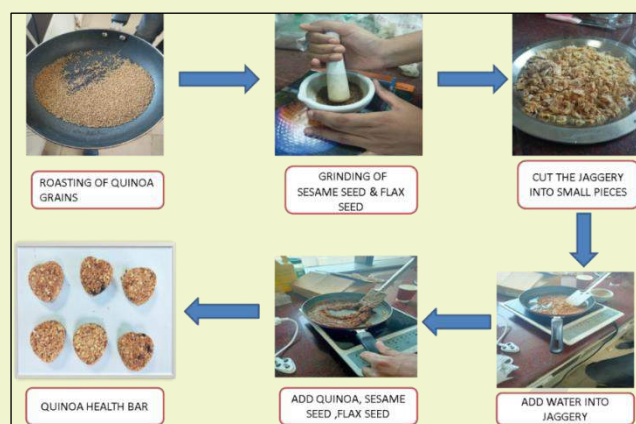 ROASTING OF QUINOA
GRAINS
GRINDING OF
SESAME SEED & FLAX
SEED
CUT THE JAGGERY
INTO SMALL PIECES
ADD WATER INTO
JAGGERY
ADD QUINOA, SESAME
SEED ,FLAX SEED
QUINOA HEALTH BAR